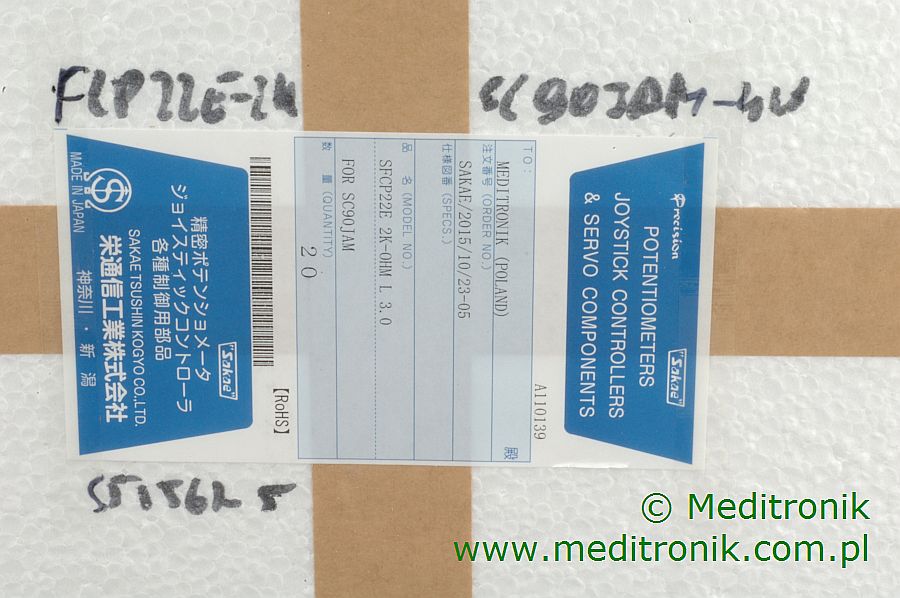 FCP22E-2K
Precision
POTENTIOMETERS
JOYSTICK CONTROLLERS
& SERVO COMPONENTS
"Sakae"
A110139
TO:
MEDITRONIK (POLAND)
殿
注文番号 (ORDER NO.)
SAKAE/2015/10/23-05
仕様図番 (SPECS.)
品 名 (MODEL NO.)
SFCP22E 2K-OHM L 3.0
FOR SC90JAM
数 量 (QUANTITY)
20
【RoHS】
"Sakae"
精密ポテンショメータ
ジョイスティックコントローラ
各種制御用部品
SAKAE TSUSHIN KOGYO CO.,LTD.
栄通信工業株式会社
神奈川・新潟
MADE IN JAPAN
© Meditronik
www.meditronik.com.pl